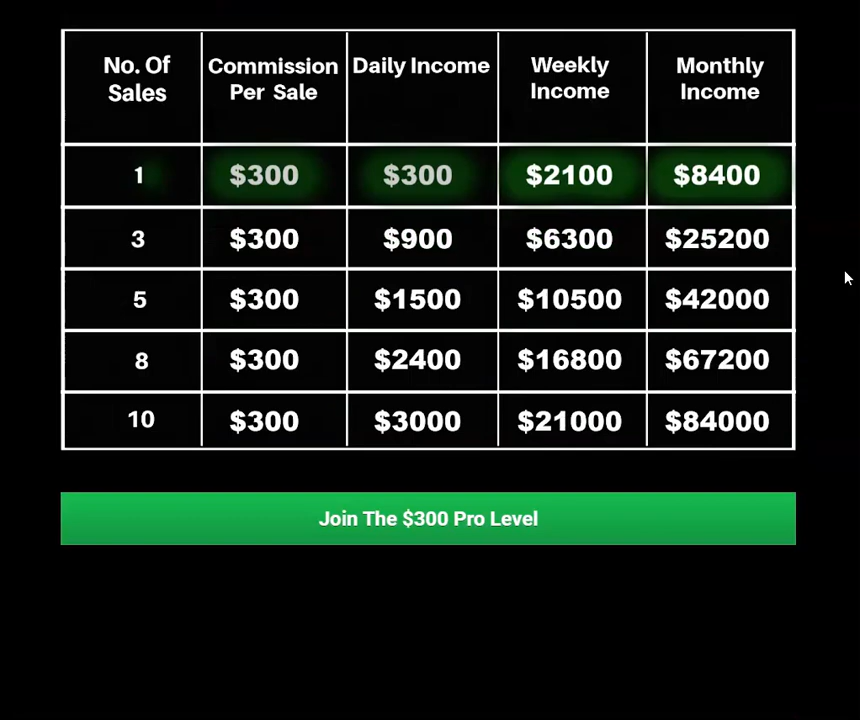 No. Of Sales Commission Per Sale Daily Income Weekly Income Monthly Income
1 $300 $300 $2100 $8400
3 $300 $900 $6300 $25200
5 $300 $1500 $10500 $42000
8 $300 $2400 $16800 $67200
10 $300 $3000 $21000 $84000
Join The $300 Pro Level